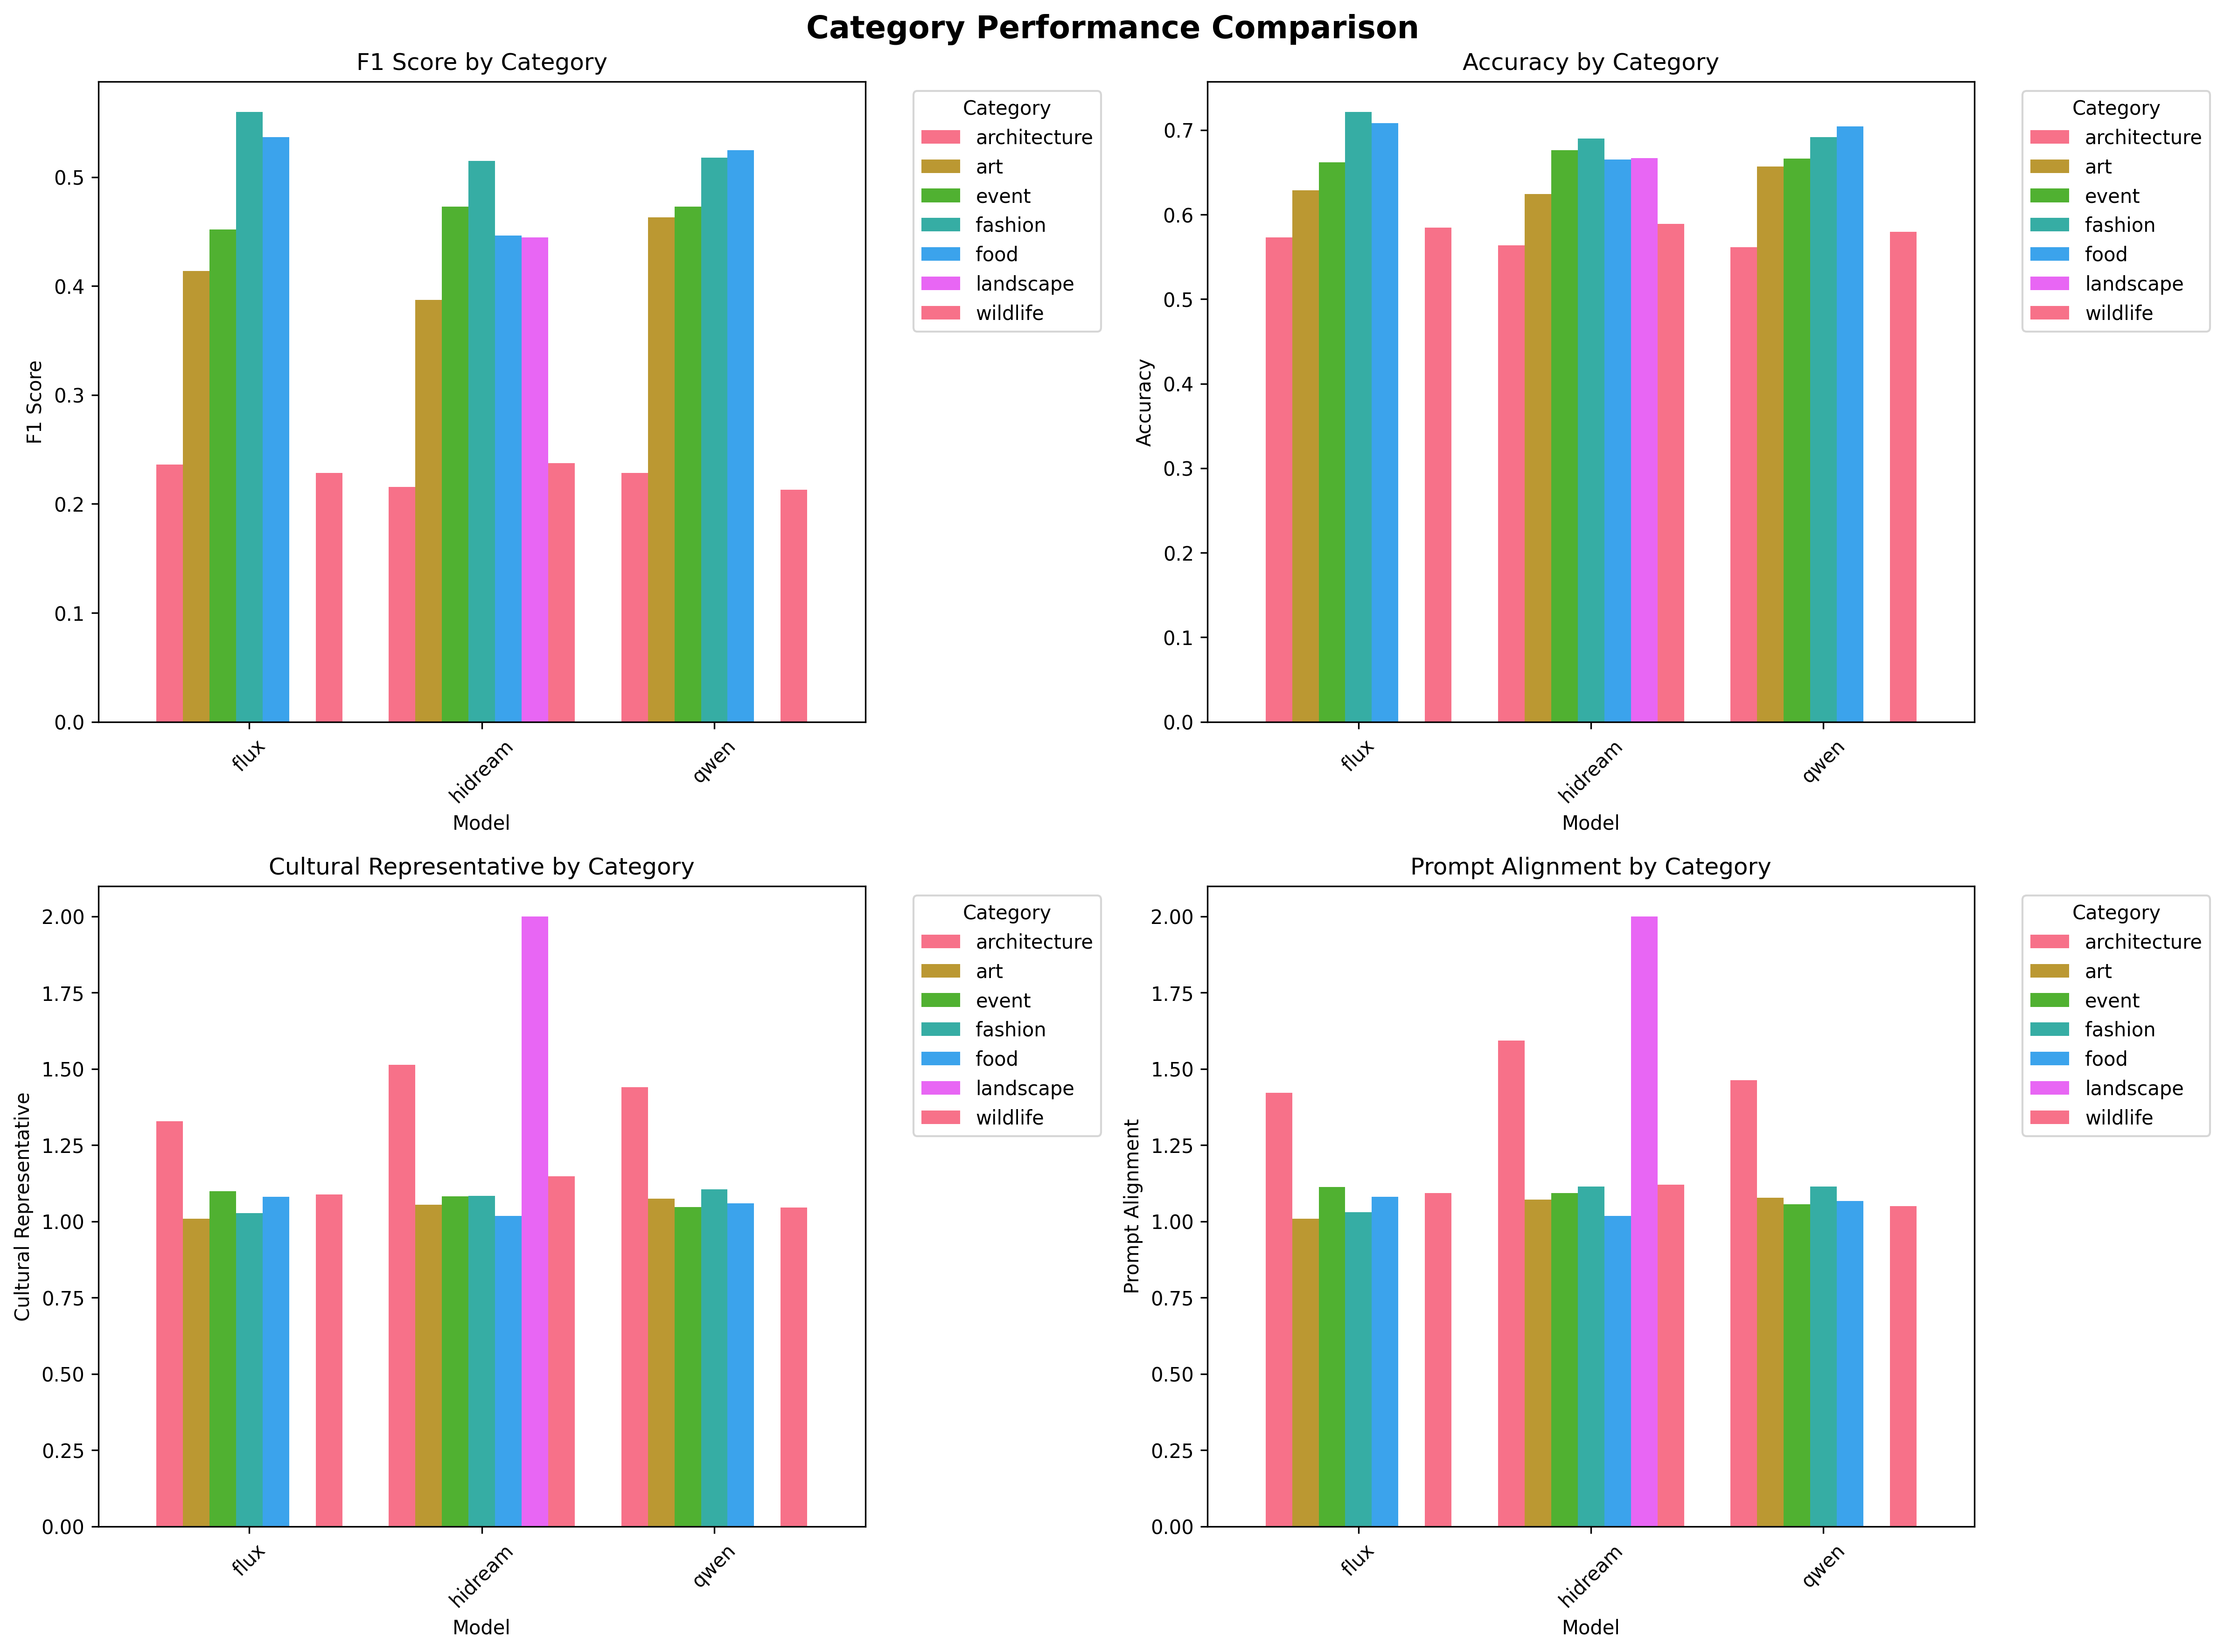 Category Performance Comparison
F1 Score by Category
F1 Score
0.5
0.4
0.3
0.2
0.1
0.0
flux
hidream
qwen
Model
Category
architecture
art
event
fashion
food
landscape
wildlife
Accuracy by Category
Accuracy
0.7
0.6
0.5
0.4
0.3
0.2
0.1
0.0
flux
hidream
qwen
Model
Category
architecture
art
event
fashion
food
landscape
wildlife
Cultural Representative by Category
Cultural Representative
2.00
1.75
1.50
1.25
1.00
0.75
0.50
0.25
0.00
flux
hidream
qwen
Model
Category
architecture
art
event
fashion
food
landscape
wildlife
Prompt Alignment by Category
Prompt Alignment
2.00
1.75
1.50
1.25
1.00
0.75
0.50
0.25
0.00
flux
hidream
qwen
Model
Category
architecture
art
event
fashion
food
landscape
wildlife